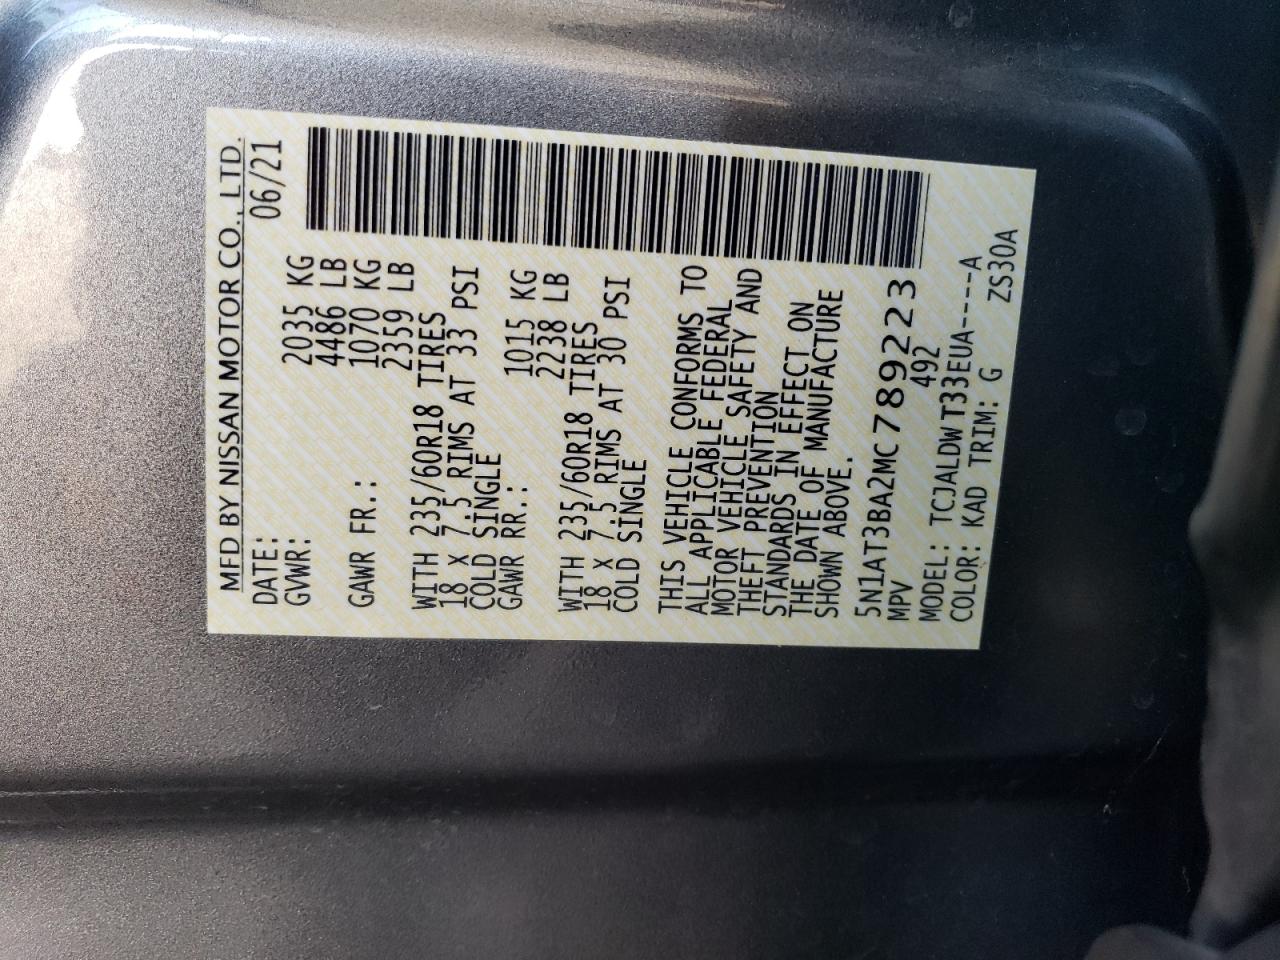 MFD BY NISSAN MOTOR CO., LTD.
DATE: 06/21
GVWR: 2035 KG
4486 LB
GAWR FR.: 1070 KG
2359 LB
WITH 235/60R18 TIRES
18 X 7.5 RIMS AT 33 PSI
COLD SINGLE
GAWR RR.: 1015 KG
2238 LB
WITH 235/60R18 TIRES
18 X 7.5 RIMS AT 30 PSI
COLD SINGLE
THIS VEHICLE CONFORMS TO
ALL APPLICABLE FEDERAL
MOTOR VEHICLE SAFETY AND
THEFT PREVENTION
STANDARDS IN EFFECT ON
THE DATE OF MANUFACTURE
SHOWN ABOVE.
5N1AT3BA2MC789223
MPV 492
MODEL: TCJALDWT33EUA----A
COLOR: KAD TRIM: G ZS30A